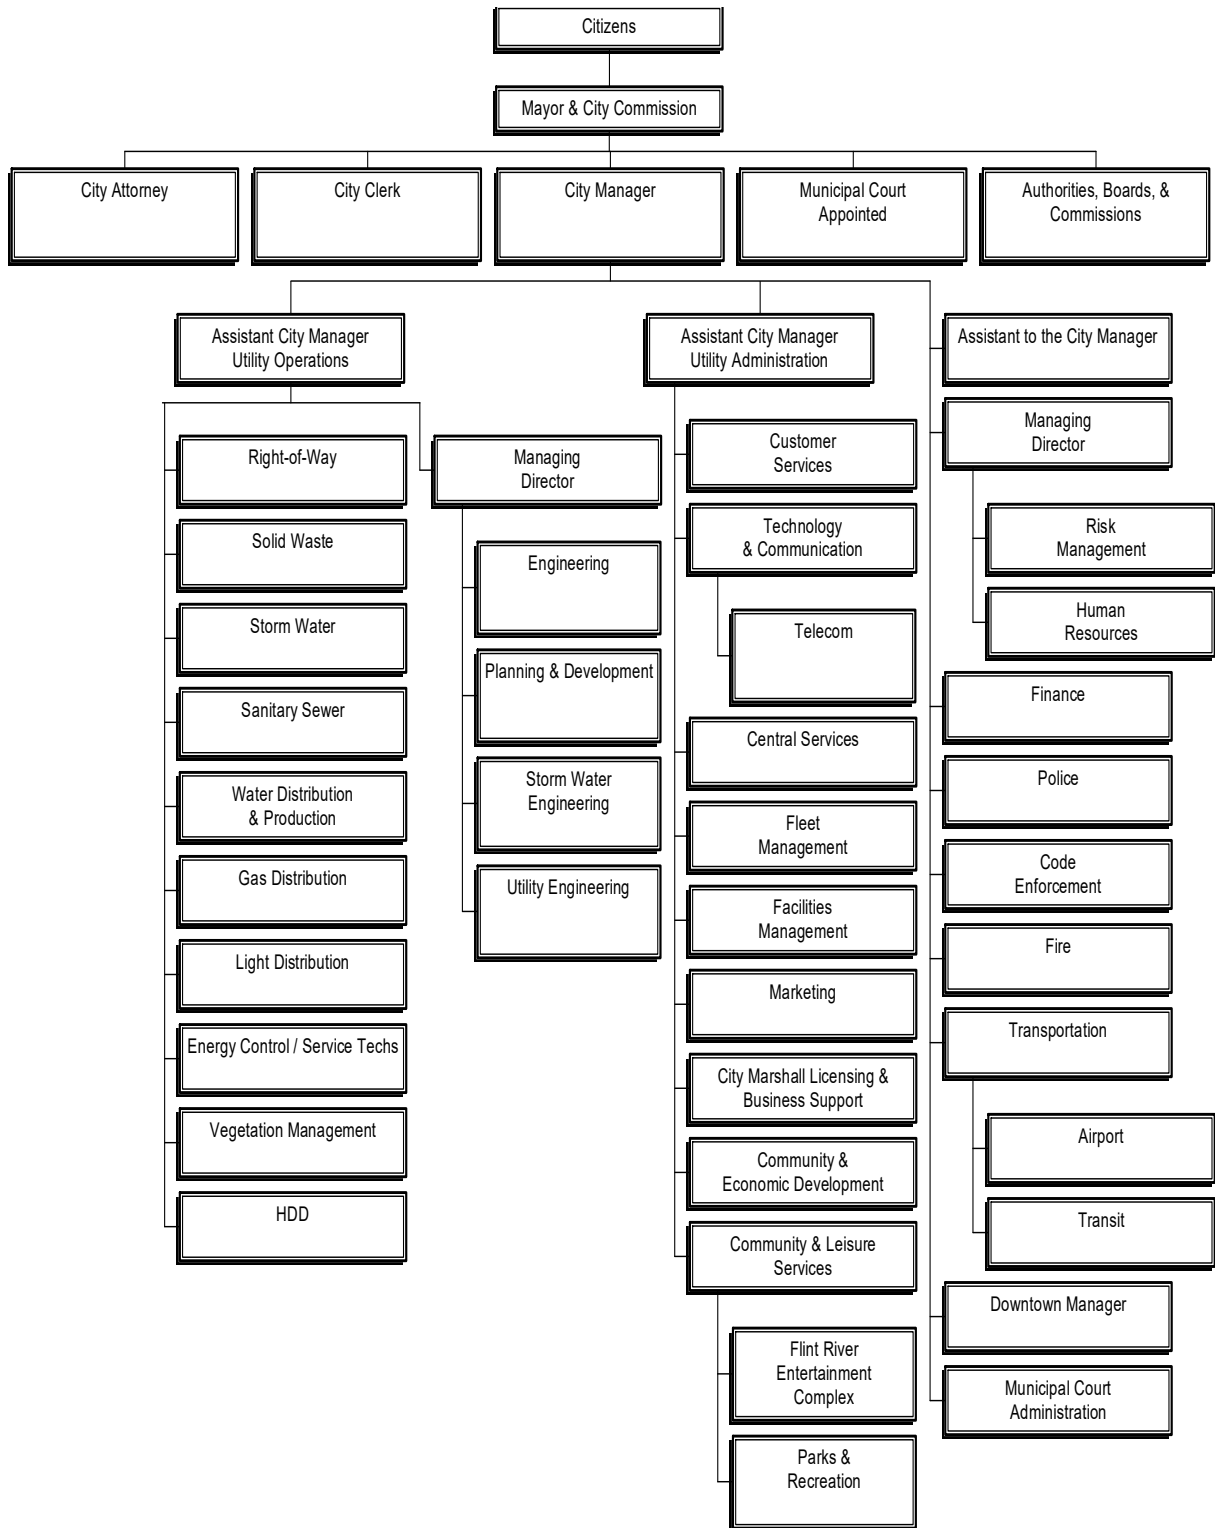 Citizens
Mayor & City Commission
City Attorney
City Clerk
City Manager
Municipal Court
Appointed
Authorities, Boards, &
Commissions
Assistant City Manager
Utility Operations
Right-of-Way
Solid Waste
Storm Water
Sanitary Sewer
Water Distribution
& Production
Gas Distribution
Light Distribution
Energy Control / Service Techs
Vegetation Management
HDD
Managing
Director
Engineering
Planning & Development
Storm Water
Engineering
Utility Engineering
Assistant City Manager
Utility Administration
Customer
Services
Technology
& Communication
Telecom
Central Services
Fleet
Management
Facilities
Management
Marketing
City Marshall Licensing &
Business Support
Community &
Economic Development
Community & Leisure
Services
Flint River
Entertainment
Complex
Parks &
Recreation
Assistant to the City Manager
Managing
Director
Risk
Management
Human
Resources
Finance
Police
Code
Enforcement
Fire
Transportation
Airport
Transit
Downtown Manager
Municipal Court
Administration